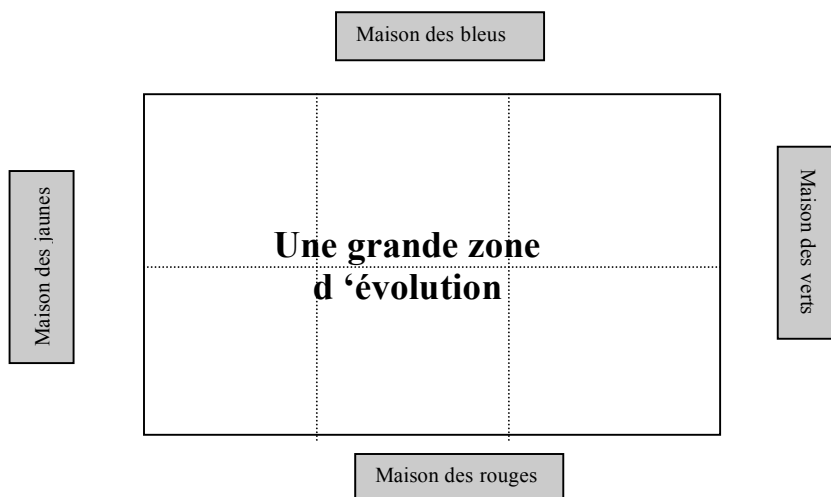 Maison des bleus
Maison des jaunes
Une grande zone
d ‘évolution
Maison des verts
Maison des rouges